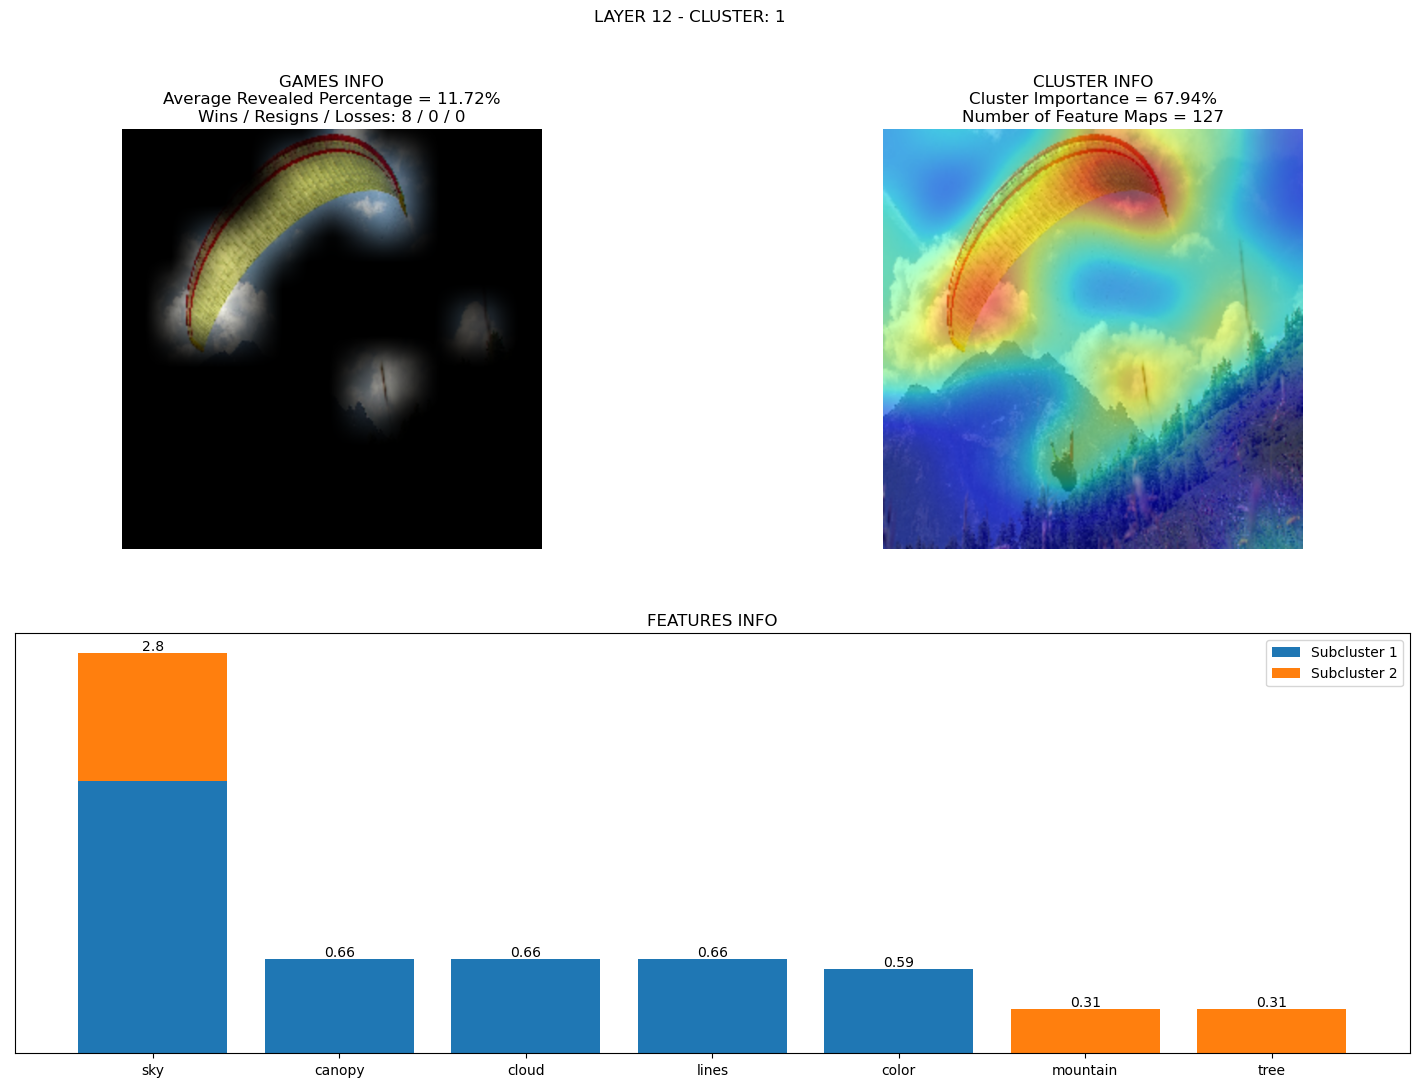 LAYER 12 - CLUSTER: 1
GAMES INFO
Average Revealed Percentage = 11.72%
Wins / Resigns / Losses: 8 / 0 / 0
CLUSTER INFO
Cluster Importance = 67.94%
Number of Feature Maps = 127
FEATURES INFO
Subcluster 1
Subcluster 2
2.8
0.66
0.66
0.66
0.59
0.31
0.31
sky
canopy
cloud
lines
color
mountain
tree